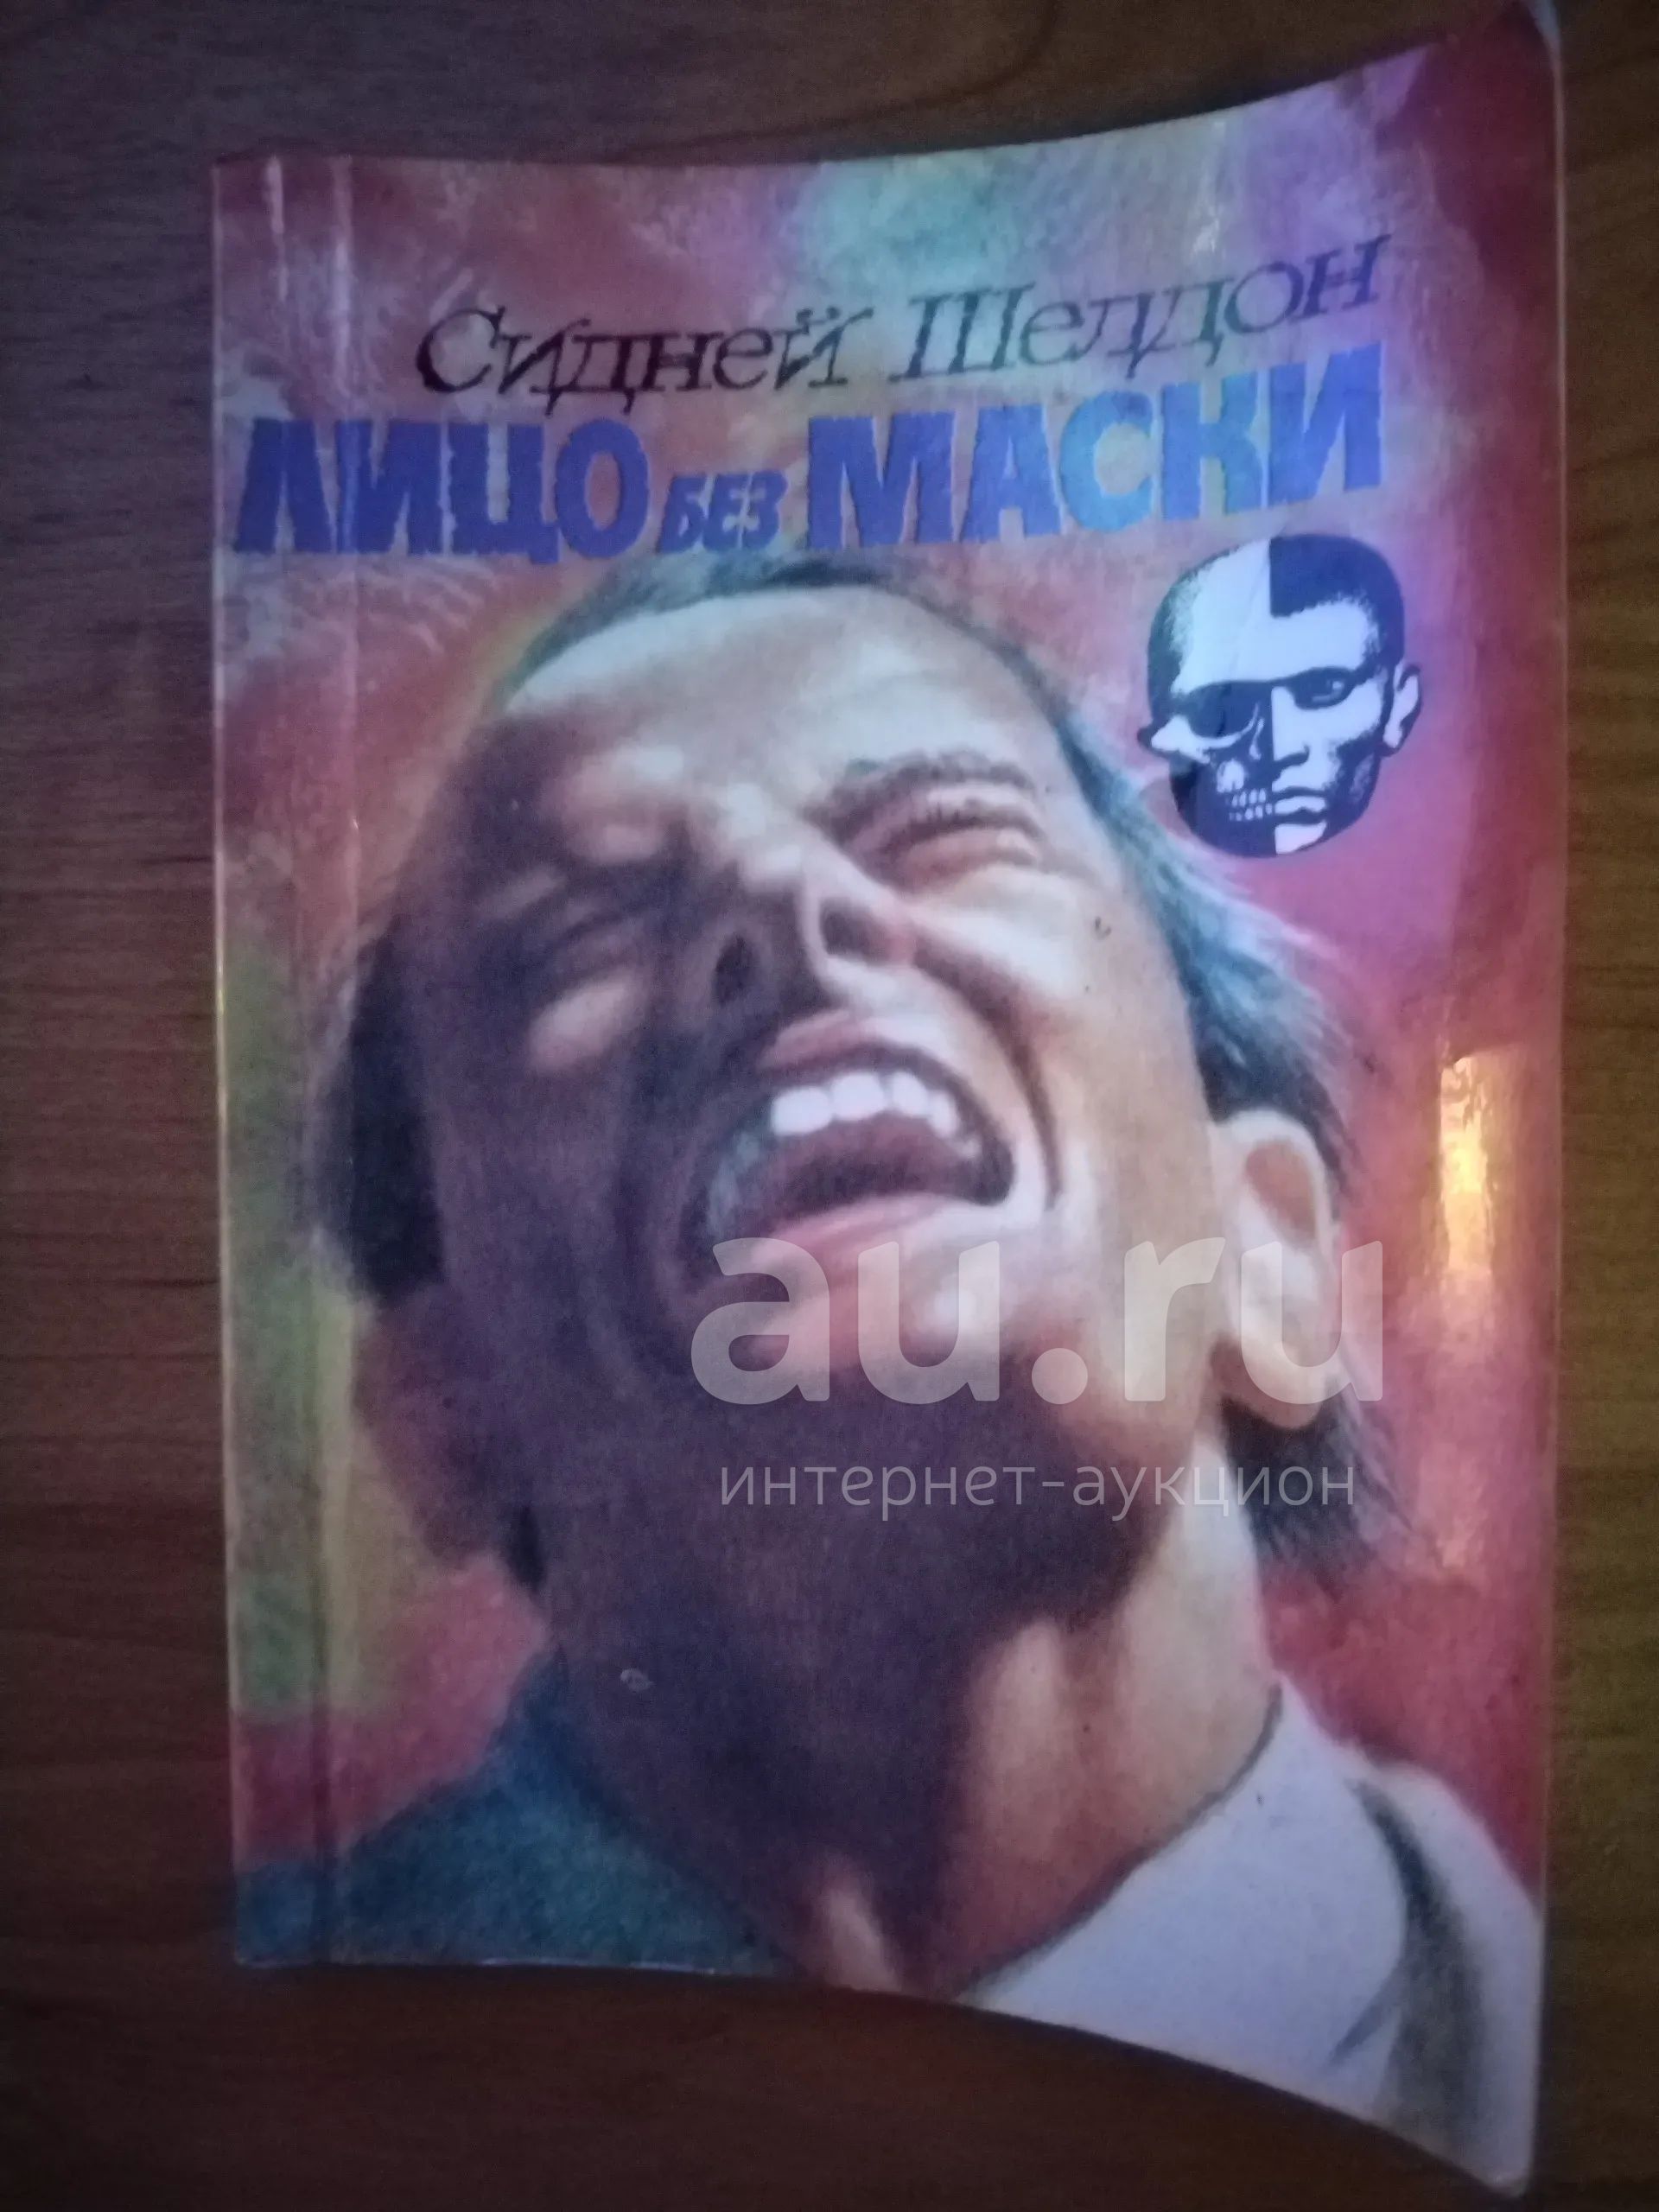 Сидней Шелдон
ЛИЦО БЕЗ МАСКИ
au.ru
интернет-аукцион